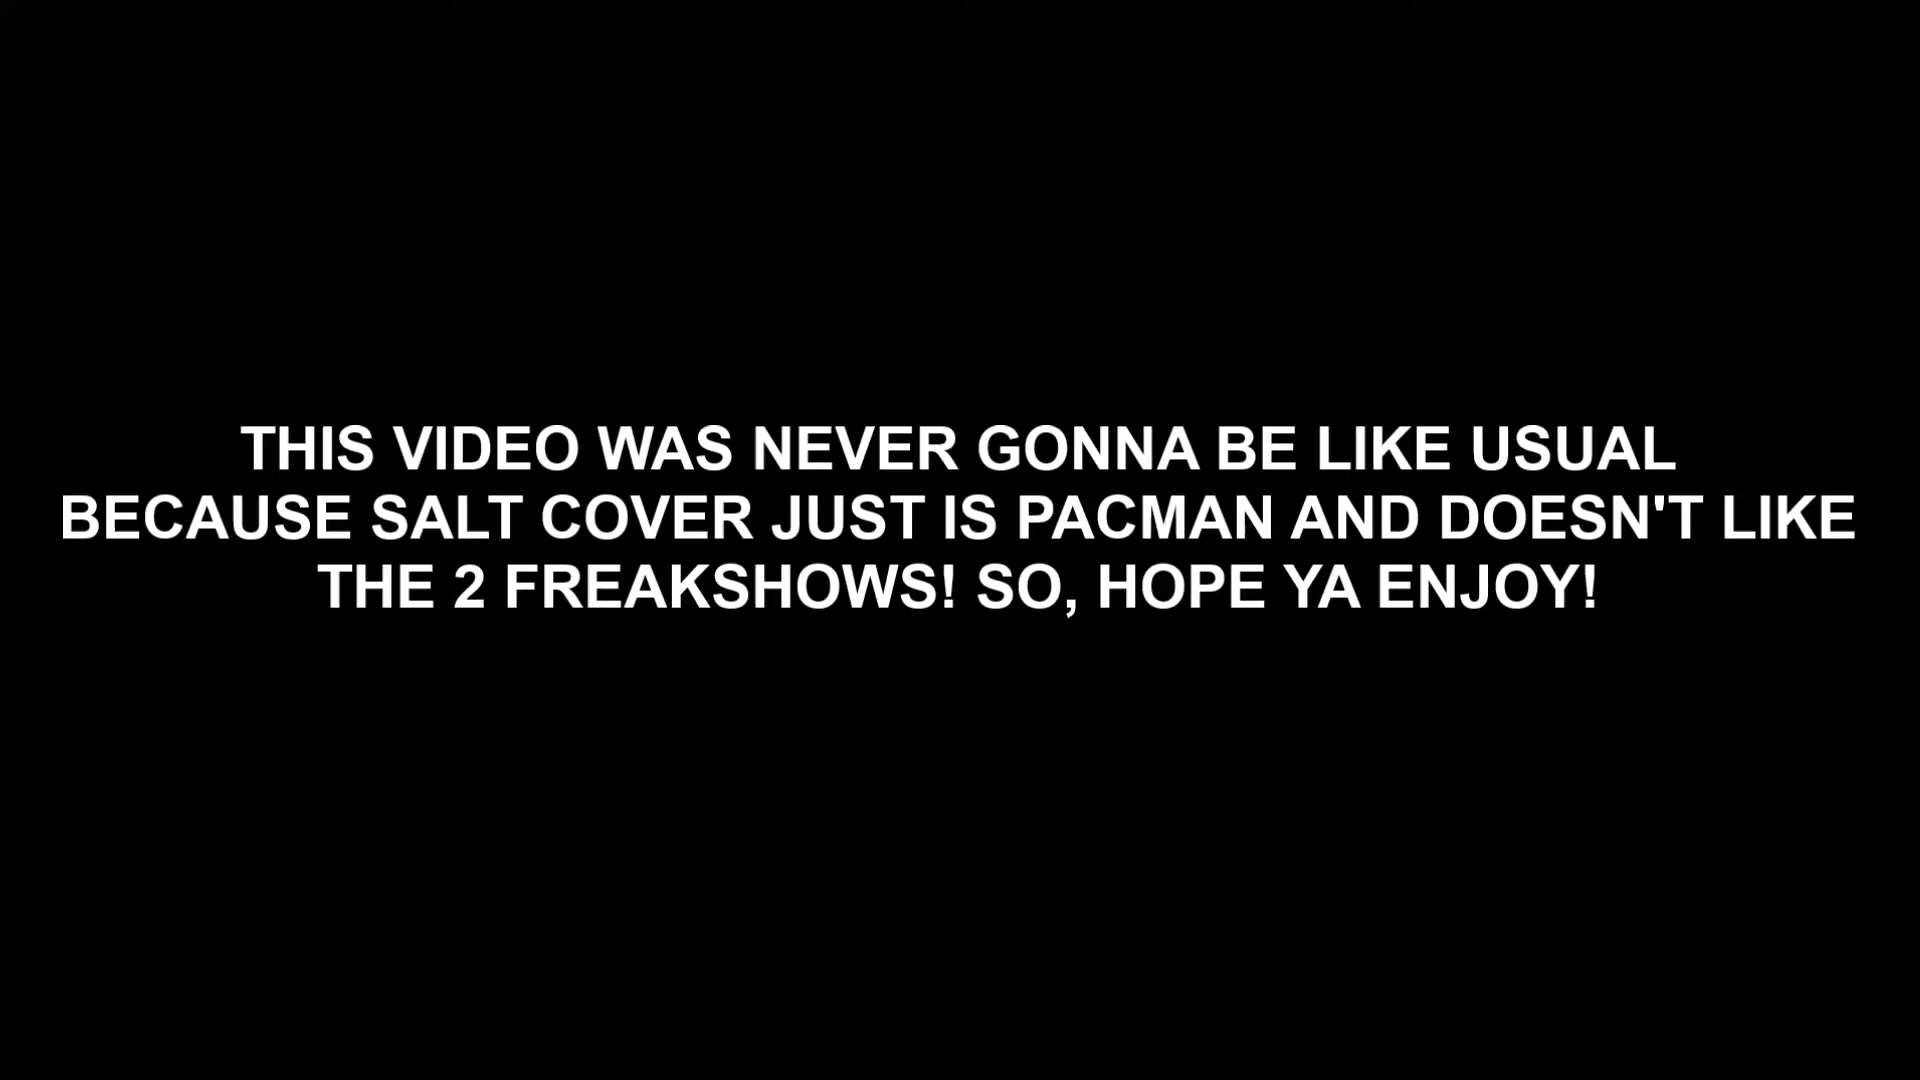 THIS VIDEO WAS NEVER GONNA BE LIKE USUAL
BECAUSE SALT COVER JUST IS PACMAN AND DOESN'T LIKE
THE 2 FREAKSHOWS! SO, HOPE YA ENJOY!